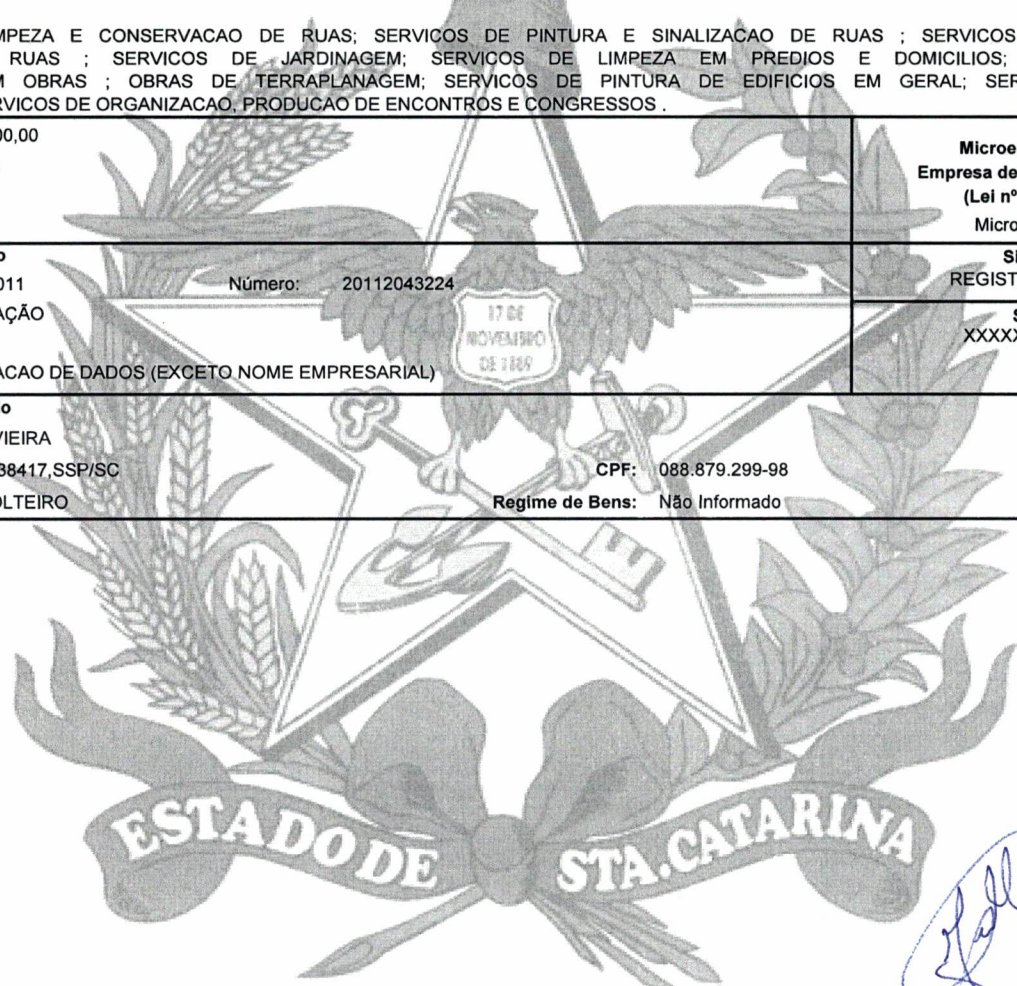 MPEZA E CONSERVACAO DE RUAS; SERVICOS DE PINTURA E SINALIZACAO DE RUAS ; SERVICOS
RUAS ; SERVICOS DE JARDINAGEM; SERVICOS DE LIMPEZA EM PREDIOS E DOMICILIOS;
M OBRAS ; OBRAS DE TERRAPLANAGEM; SERVICOS DE PINTURA DE EDIFICIOS EM GERAL; SER
RVICOS DE ORGANIZACAO, PRODUCAO DE ENCONTROS E CONGRESSOS .
00,00
Microe
Empresa de
(Lei nº
Micro
o
011 Número: 20112043224
AÇÃO
ACAO DE DADOS (EXCETO NOME EMPRESARIAL)
Si
REGIST
S
XXXXX
17 DE
NOVEMBRO
DE 1889
do
VIEIRA
38417,SSP/SC CPF: 088.879.299-98
OLTEIRO Regime de Bens: Não Informado
ESTADO DE STA.CATARINA